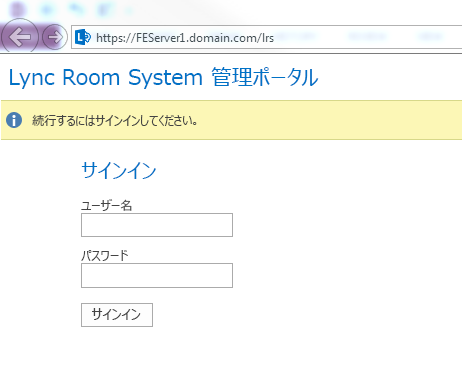 https://FEServer1.domain.com/lrs
Lync Room System 管理ポータル
続行するにはサインインしてください。
サインイン
ユーザー名
パスワード
サインイン